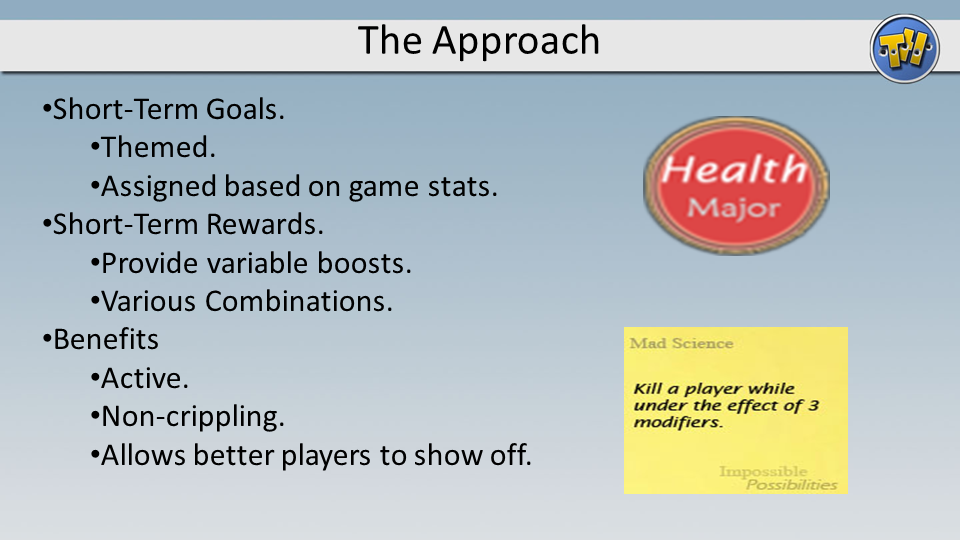 The Approach
•Short-Term Goals.
•Themed.
•Assigned based on game stats.
•Short-Term Rewards.
•Provide variable boosts.
•Various Combinations.
•Benefits
•Active.
•Non-crippling.
•Allows better players to show off.
Health
Major
Mad Science
Kill a player while
under the effect of 3
modifiers.
Impossible
Possibilities